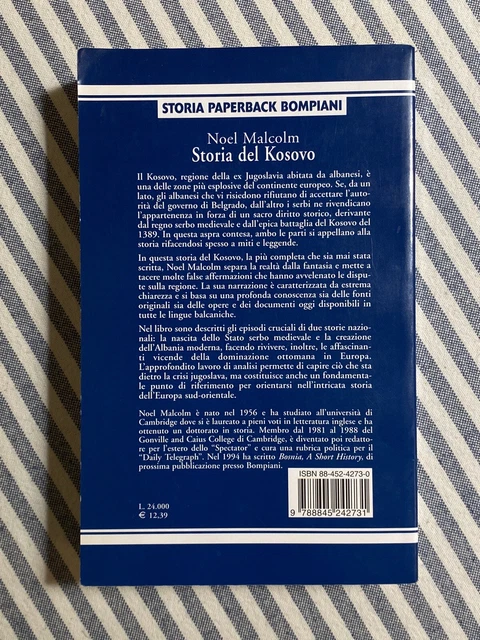 STORIA PAPERBACK BOMPIANI
Noel Malcolm
Storia del Kosovo
Il Kosovo, regione della ex Jugoslavia abitata da albanesi, è
una delle zone più esplosive del continente europeo. Se, da un
lato, gli albanesi che vi risiedono rifiutano di accettare l'auto-
rità del governo di Belgrado, dall'altro i serbi ne rivendicano
l'appartenenza in forza di un sacro diritto storico, derivante
dal regno serbo medievale e dall'epica battaglia del Kosovo del
1389. In questa aspra contesa, ambo le parti si appellano alla
storia rifacendosi spesso a miti e leggende.
In questa storia del Kosovo, la più completa che sia mai stata
scritta, Noel Malcolm separa la realtà dalla fantasia e mette a
tacere molte false affermazioni che hanno avvelenato le dispu-
te sulla regione. La sua narrazione è caratterizzata da estrema
chiarezza e si basa su una profonda conoscenza sia delle fonti
originali sia delle opere e dei documenti oggi disponibili in
tutte le lingue balcaniche.
Nel libro sono descritti gli episodi cruciali di due storie nazio-
nali: la nascita dello Stato serbo medievale e la creazione
dell'Albania moderna, facendo rivivere, inoltre, le affascinan-
ti vicende della dominazione ottomana in Europa.
L'approfondito lavoro di analisi permette di capire ciò che sta
dietro la crisi jugoslava, ma costituisce anche un fondamenta-
le punto di riferimento per orientarsi nell'intricata storia
dell'Europa sud-orientale.
Noel Malcolm è nato nel 1956 e ha studiato all'università di
Cambridge dove si è laureato a pieni voti in letteratura inglese e ha
ottenuto un dottorato in storia. Membro dal 1981 al 1988 del
Gonville and Caius College di Cambridge, è diventato poi redatto-
re per l'estero dello "Spectator" e cura una rubrica politica per il
"Daily Telegraph". Nel 1994 ha scritto Bosnia, A Short History, di
prossima pubblicazione presso Bompiani.
ISBN 88-452-4273-0
L. 24.000
€ 12,39
9 788845 242731